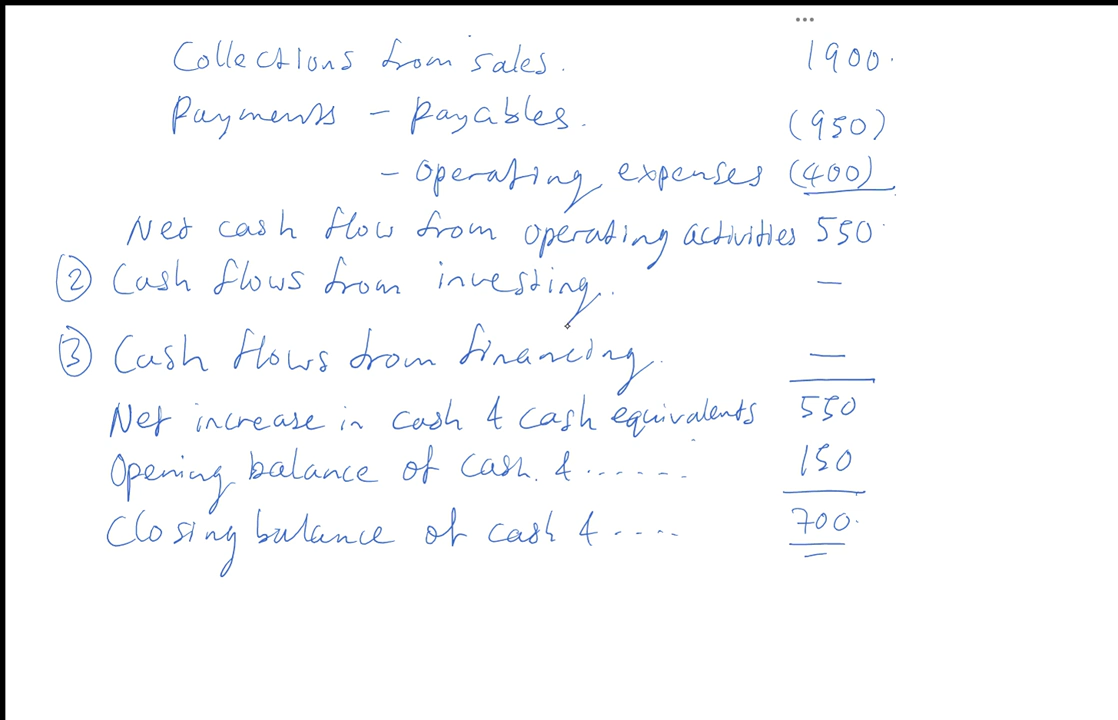 Collections from sales. 1900.
Payments - payables. (950)
- Operating expenses (400)
Net cash flow from operating activities 550.
② Cash flows from investing. —
③ Cash flows from financing. —
Net increase in cash & cash equivalents 550
Opening balance of cash. & ..... 150
Closing balance of cash & .... 700.